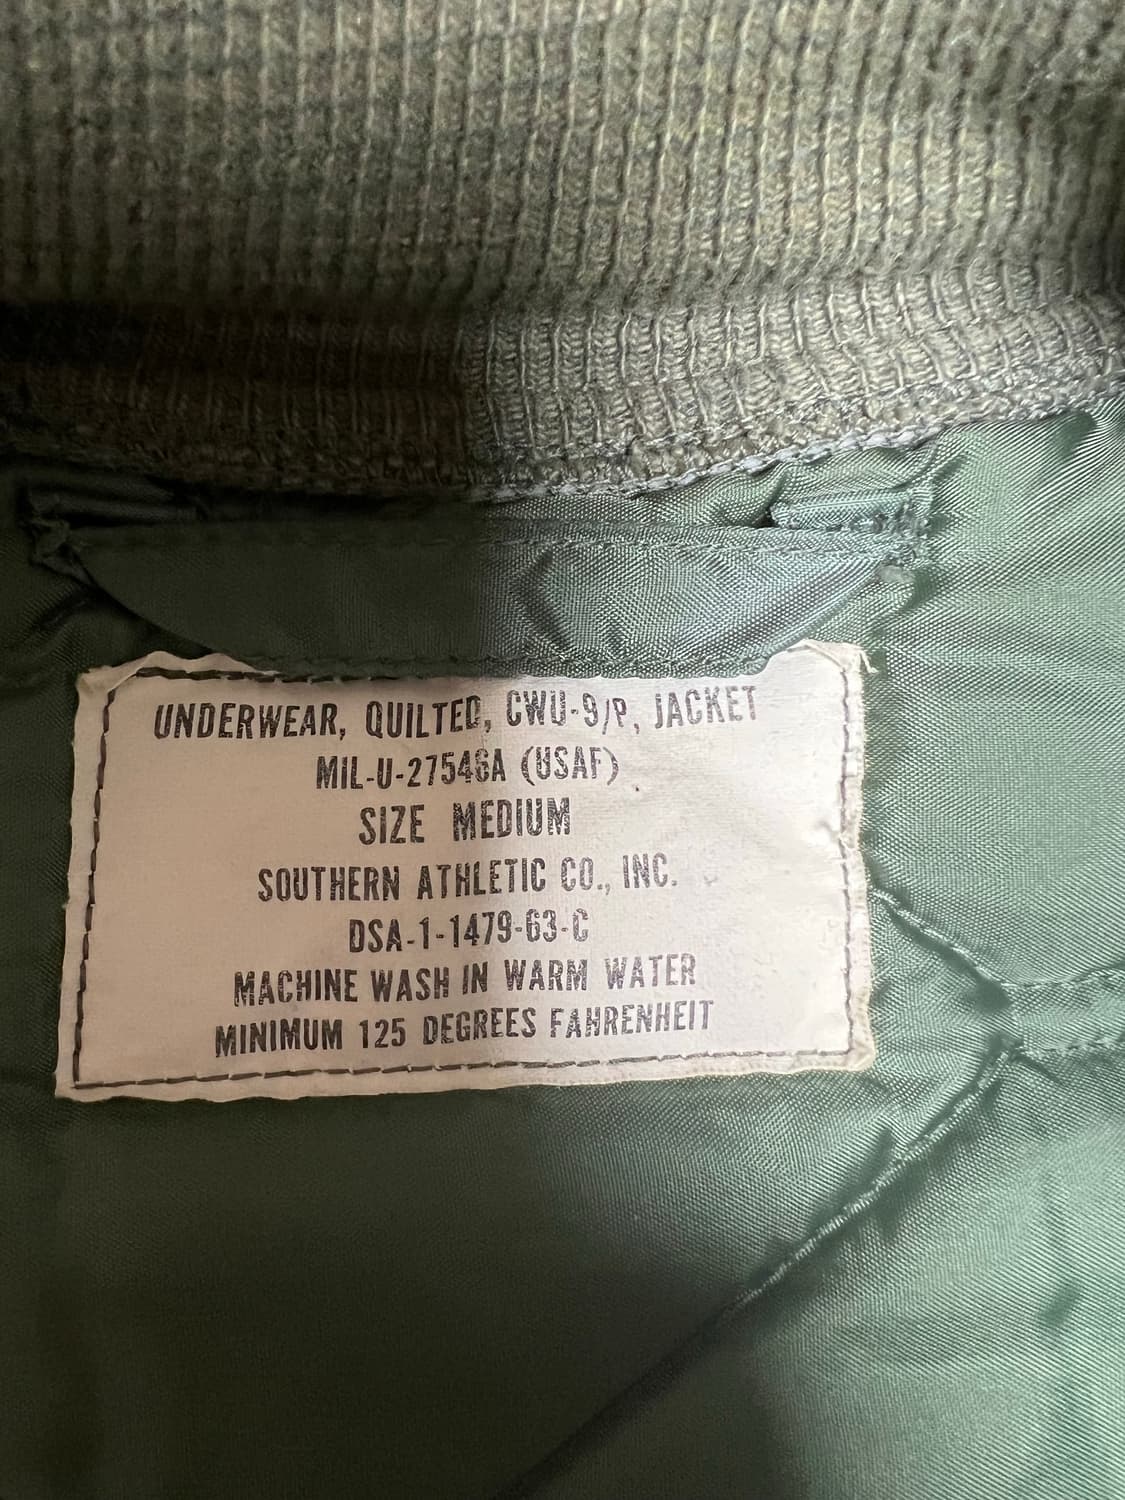 UNDERWEAR, QUILTED, CWU-9/P, JACKET
MIL-U-27546A (USAF)
SIZE MEDIUM
SOUTHERN ATHLETIC CO., INC.
DSA-1-1479-63-C
MACHINE WASH IN WARM WATER
MINIMUM 125 DEGREES FAHRENHEIT